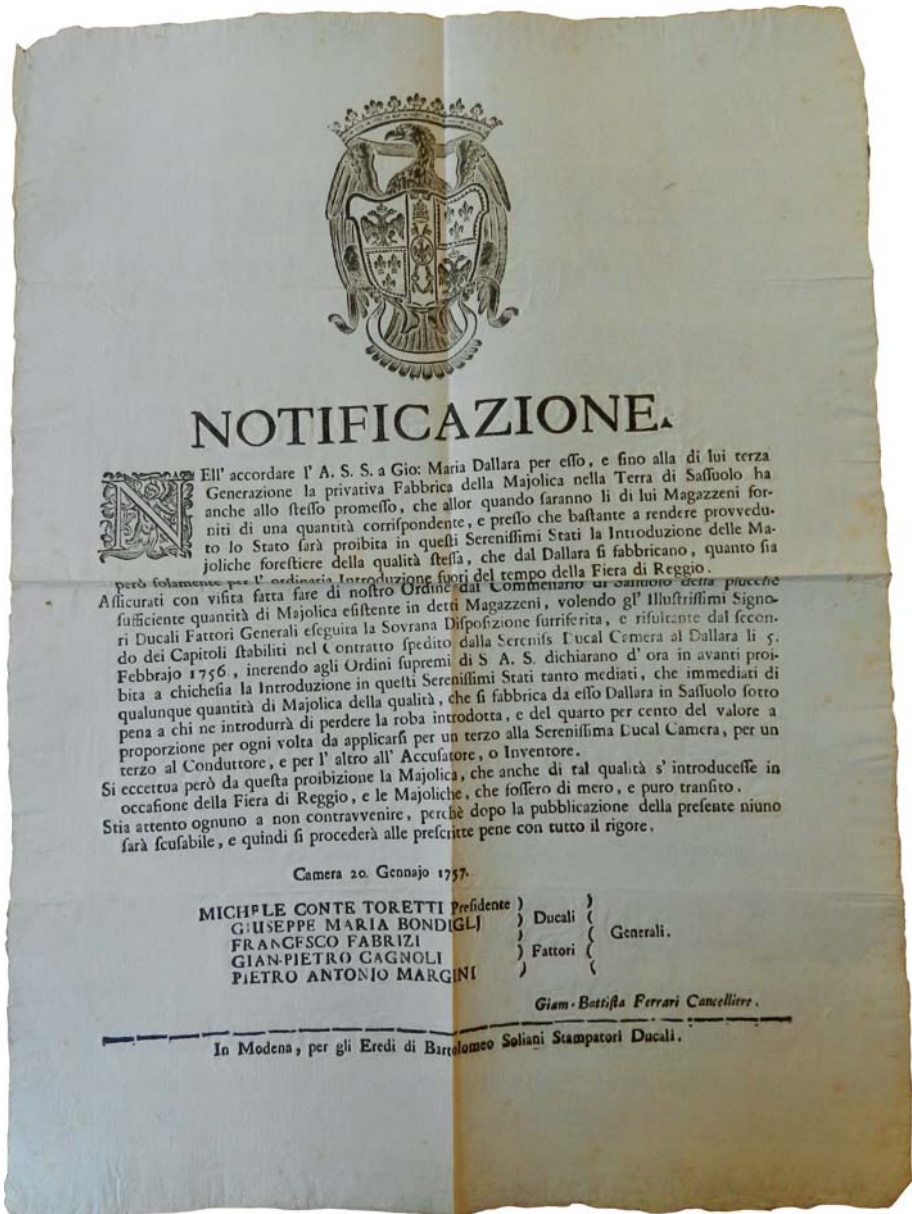 NOTIFICAZIONE.
NEll' accordare l' A. S. S. a Gio: Maria Dallara per eſſo, e ſino alla di lui terza
Generazione la privativa Fabbrica della Majolica nella Terra di Saſſuolo ha
anche allo ſteſſo promeſſo, che allor quando ſaranno li di lui Magazzeni for-
niti di una quantità corriſpondente, e preſſo che baſtante a rendere provvedu-
to lo Stato ſarà proibita in queſti Sereniſſimi Stati la Introduzione delle Ma-
joliche foreſtiere della qualità ſteſſa, che dal Dallara ſi fabbricano, quanto ſia
però ſolamente per l' ordinaria Introduzione fuori del tempo della Fiera di Reggio.
Aſſicurati con viſita fatta fare di noſtro Ordine dal Commenſario di Saſſuolo della piucchè
ſufficiente quantità di Majolica eſiſtente in detti Magazzeni, volendo gl' Illuſtriſſimi Signo-
ri Ducali Fattori Generali eſeguita la Sovrana Diſpoſizione ſurriferita, e riſultante dal ſecon-
do dei Capitoli ſtabiliti nel Contratto ſpedito dalla Sereniſs Ducal Camera al Dallara li 5.
Febbrajo 1756, inerendo agli Ordini ſupremi di S A. S. dichiarano d' ora in avanti proi-
bita a chicheſia la Introduzione in queſti Sereniſſimi Stati tanto mediati, che immediati di
qualunque quantità di Majolica della qualità, che ſi fabbrica da eſſo Dallara in Saſſuolo ſotto
pena a chi ne introdurrà di perdere la roba introdotta, e del quarto per cento del valore a
proporzione per ogni volta da applicarſi per un terzo alla Sereniſſima Ducal Camera, per un
terzo al Conduttore, e per l' altro all' Accuſatore, o Inventore.
Si eccettua però da queſta proibizione la Majolica, che anche di tal qualità s' introduceſſe in
occaſione della Fiera di Reggio, e le Majoliche, che foſſero di mero, e puro tranſito.
Stia attento ognuno a non contravvenire, perchè dopo la pubblicazione della preſente niuno
ſarà ſcuſabile, e quindi ſi procederà alle preſcritte pene con tutto il rigore.
Camera 20. Gennajo 1757.
MICHELE CONTE TORETTI Preſidente ) )
GIUSEPPE MARIA BONDIGLJ ) Ducali (
FRANCESCO FABRIZI ) ( Generali.
GIAN-PIETRO CAGNOLI ) Fattori (
PIETRO ANTONIO MARGINI ) (
Giam-Battiſta Ferrari Cancelliere.
In Modena, per gli Eredi di Bartolomeo Soliani Stampatori Ducali.